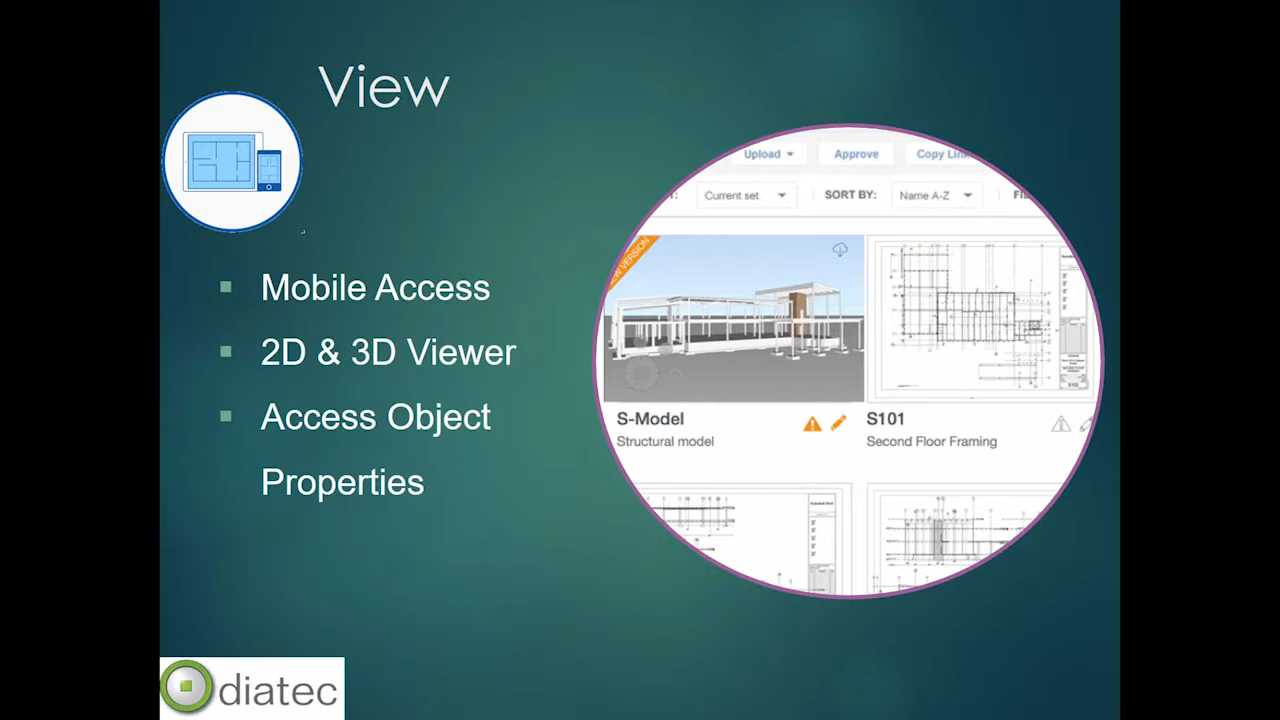 View
Mobile Access
2D & 3D Viewer
Access Object
Properties
Upload Approve Copy Link
Current set SORT BY: Name A-Z
VERSION
S-Model
Structural model
S101
Second Floor Framing
diatec